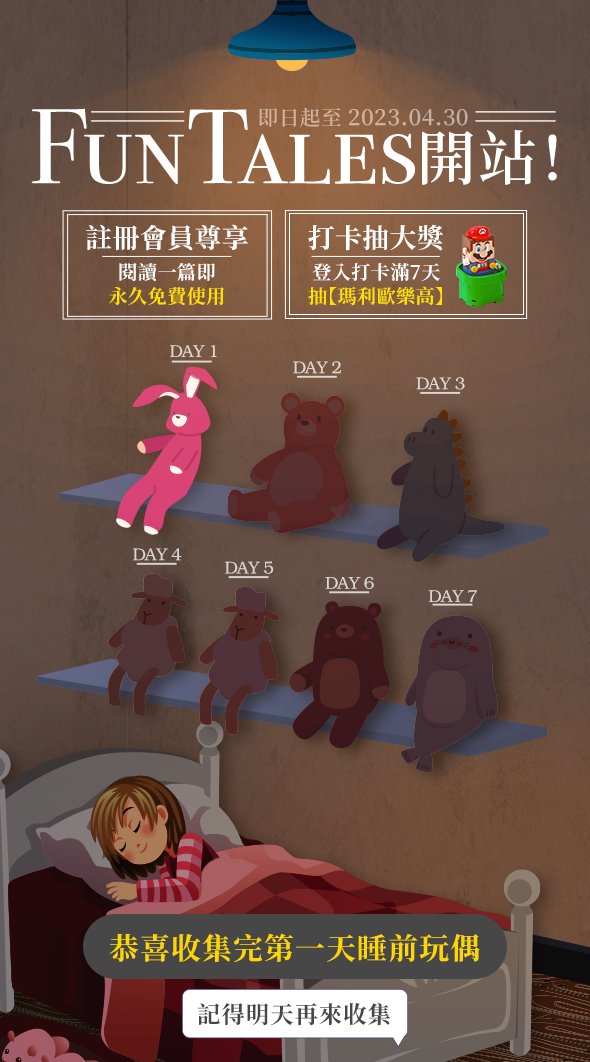 即日起至 2023.04.30
FUNTALES開站!
註冊會員尊享
閱讀一篇即
永久免費使用
打卡抽大獎
登入打卡滿7天
抽【瑪利歐樂高】
DAY 1
DAY 2
DAY 3
DAY 4
DAY 5
DAY 6
DAY 7
恭喜收集完第一天睡前玩偶
記得明天再來收集